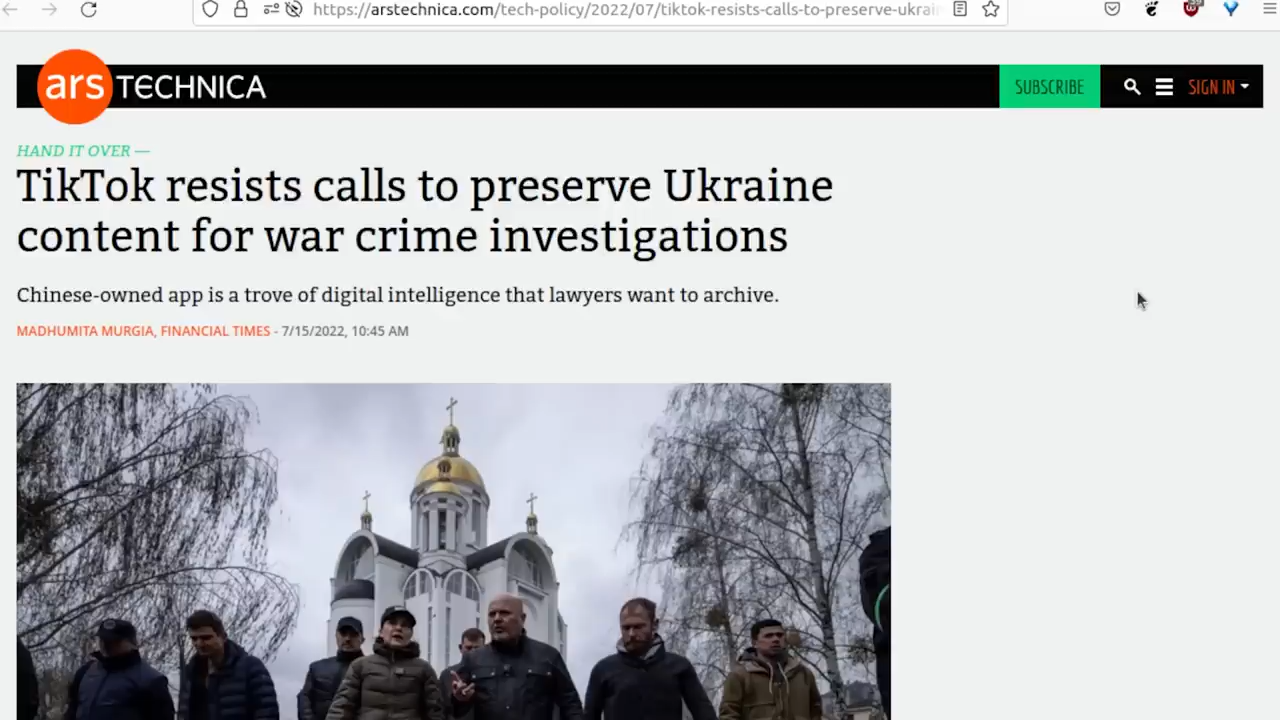 https://arstechnica.com/tech-policy/2022/07/tiktok-resists-calls-to-preserve-ukrain
ars TECHNICA
SUBSCRIBE
SIGN IN
HAND IT OVER —
TikTok resists calls to preserve Ukraine
content for war crime investigations
Chinese-owned app is a trove of digital intelligence that lawyers want to archive.
MADHUMITA MURGIA, FINANCIAL TIMES - 7/15/2022, 10:45 AM